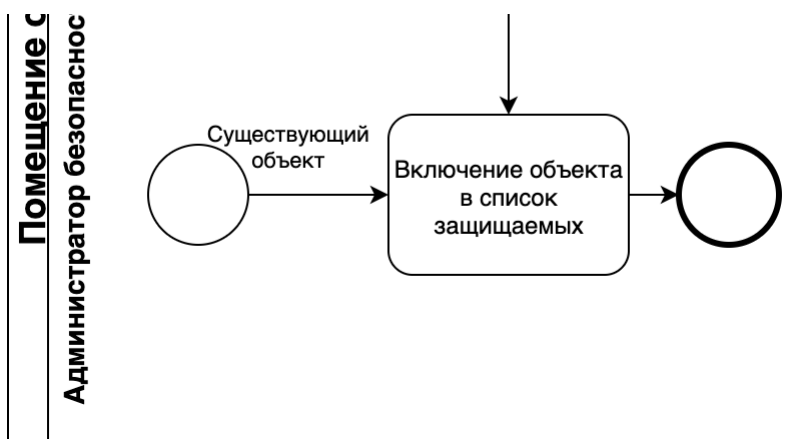 Помещение
Администратор безопаснос
Существующий
объект
Включение объекта
в список
защищаемых